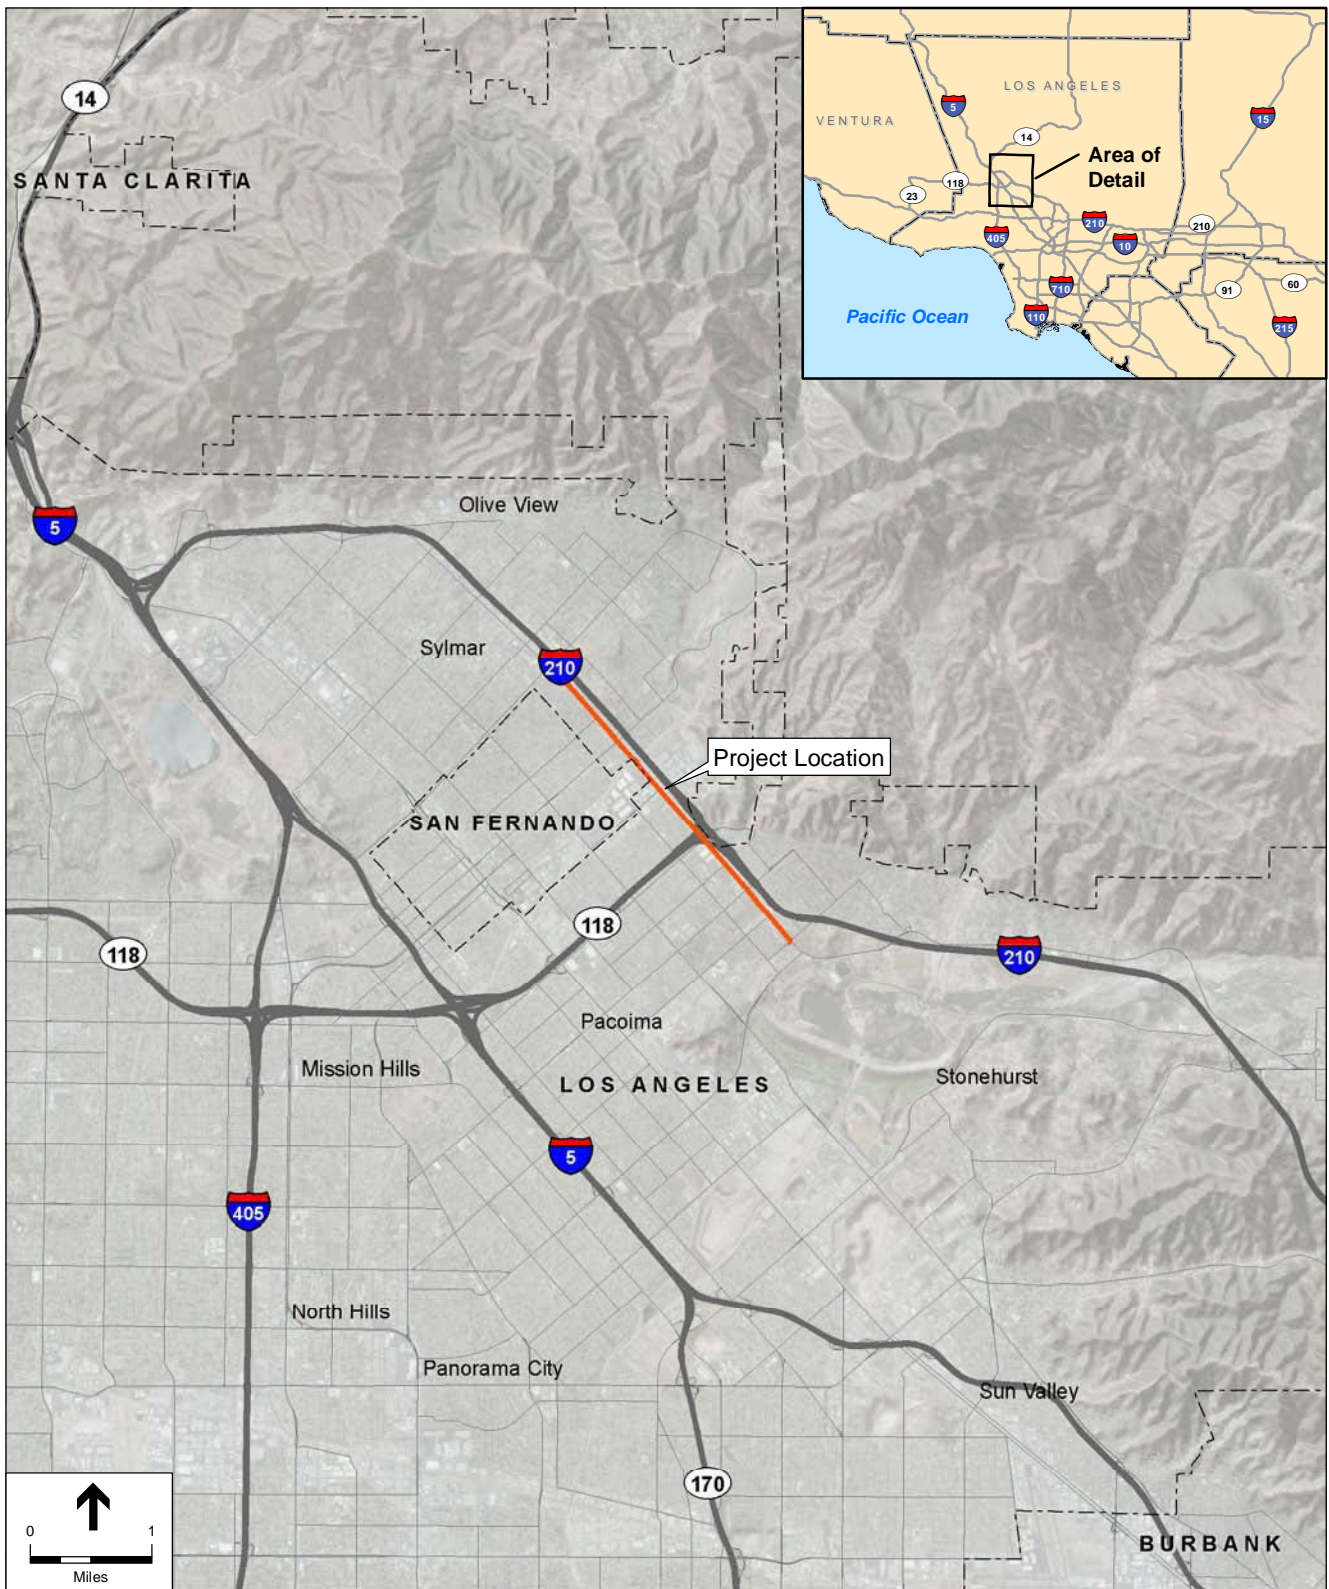 14
SANTA CLARITA
LOS ANGELES
5
15
VENTURA
14
Area of
Detail
118
23
210
210
405
10
710
91
60
Pacific Ocean
110
215
Olive View
5
Sylmar
210
Project Location
SAN FERNANDO
118
118
210
Pacoima
Mission Hills
LOS ANGELES
Stonehurst
5
405
North Hills
Panorama City
Sun Valley
170
0 1
Miles
BURBANK